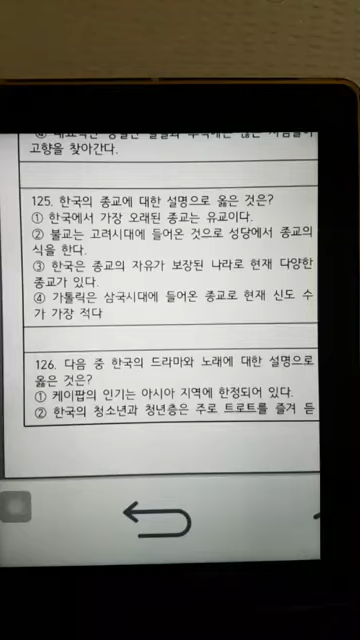 고향을 찾아간다.
125. 한국의 종교에 대한 설명으로 옳은 것은?
① 한국에서 가장 오래된 종교는 유교이다.
② 불교는 고려시대에 들어온 것으로 성당에서 종교의
식을 한다.
③ 한국은 종교의 자유가 보장된 나라로 현재 다양한
종교가 있다.
④ 가톨릭은 삼국시대에 들어온 종교로 현재 신도 수
가 가장 적다
126. 다음 중 한국의 드라마와 노래에 대한 설명으로
옳은 것은?
① 케이팝의 인기는 아시아 지역에 한정되어 있다.
② 한국의 청소년과 청년층은 주로 트로트를 즐겨 듣